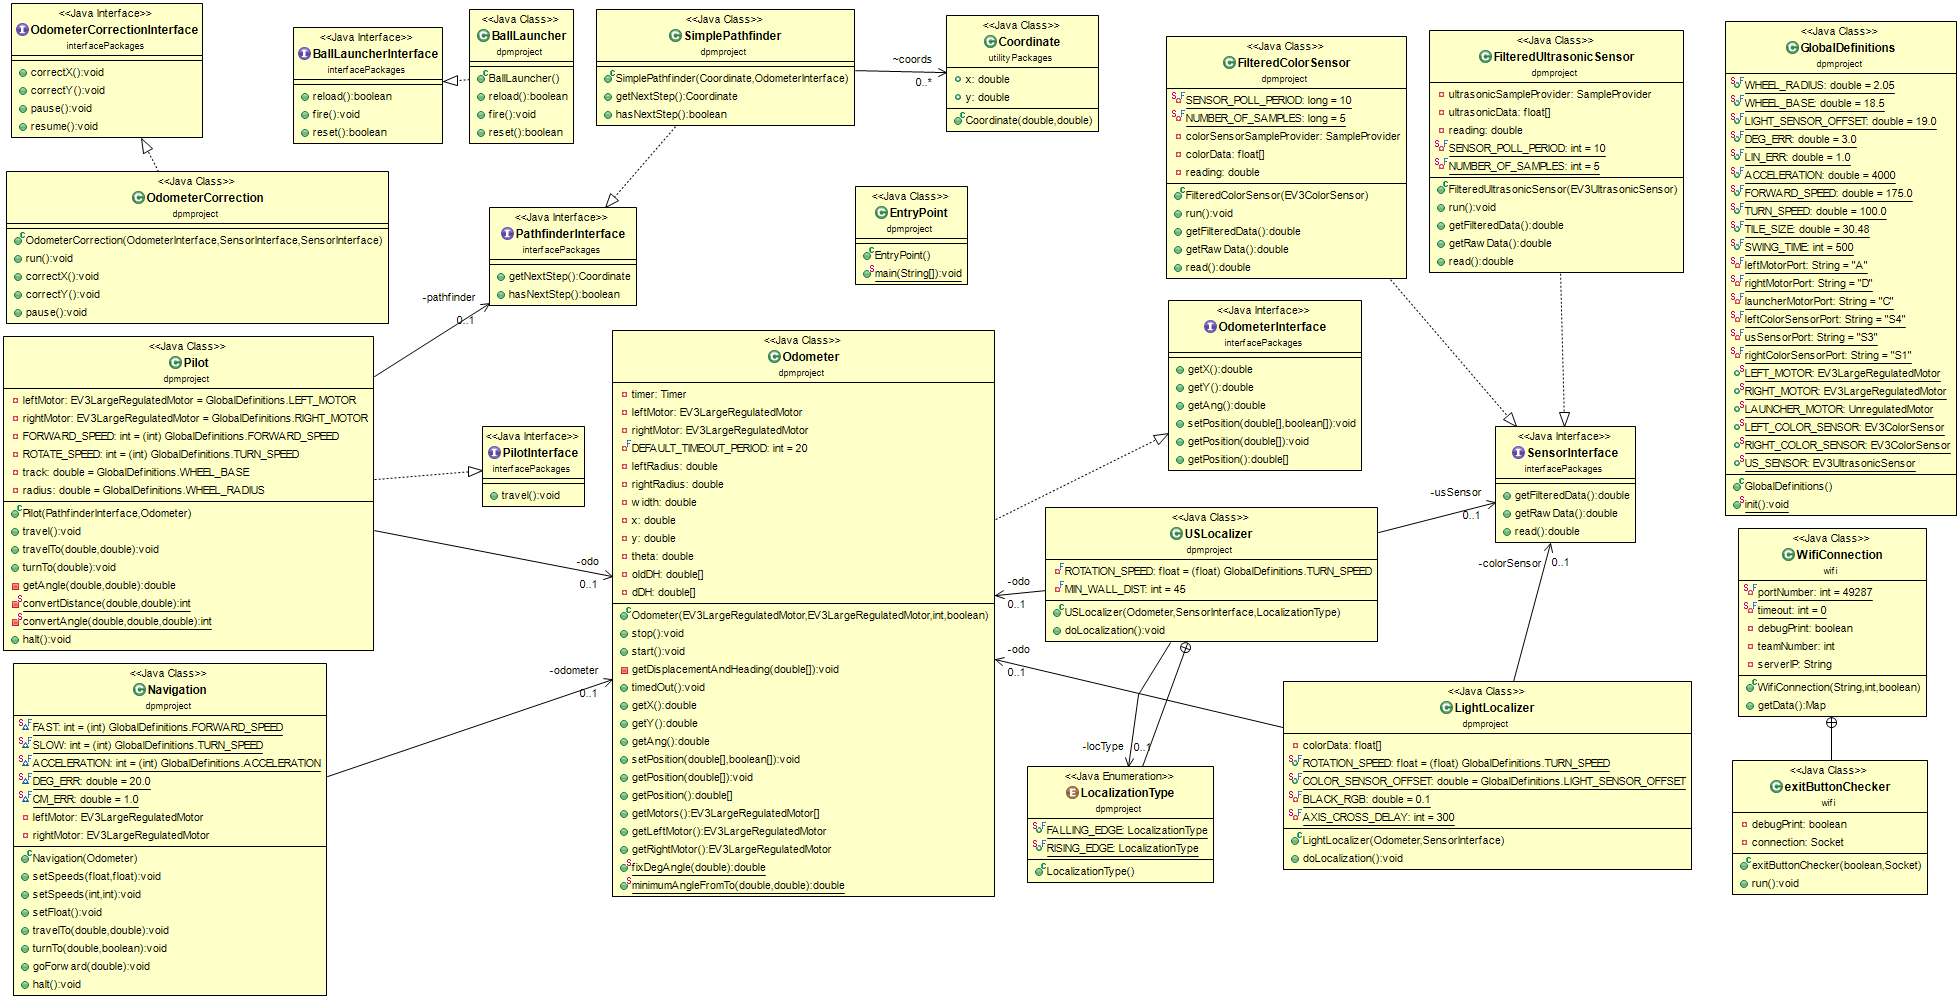 <<Java Interface>>
OdometerCorrectionInterface
interfacePackages
correctX():void
correctY():void
pause():void
resume():void
<<Java Interface>>
BallLauncherInterface
interfacePackages
reload():boolean
fire():void
reset():boolean
<<Java Class>>
BallLauncher
dpmproject
BallLauncher()
reload():boolean
fire():void
reset():boolean
<<Java Class>>
SimplePathfinder
dpmproject
SimplePathfinder(Coordinate,OdometerInterface)
getNextStep():Coordinate
hasNextStep():boolean
~coords
0..*
<<Java Class>>
Coordinate
utilityPackages
x: double
y: double
Coordinate(double,double)
<<Java Class>>
FilteredColorSensor
dpmproject
SENSOR_POLL_PERIOD: long = 10
NUMBER_OF_SAMPLES: long = 5
colorSensorSampleProvider: SampleProvider
colorData: float[]
reading: double
FilteredColorSensor(EV3ColorSensor)
run():void
getFilteredData():double
getRawData():double
read():double
<<Java Class>>
FilteredUltrasonicSensor
dpmproject
ultrasonicSampleProvider: SampleProvider
ultrasonicData: float[]
reading: double
SENSOR_POLL_PERIOD: int = 10
NUMBER_OF_SAMPLES: int = 5
FilteredUltrasonicSensor(EV3UltrasonicSensor)
run():void
getFilteredData():double
getRawData():double
read():double
<<Java Class>>
GlobalDefinitions
dpmproject
WHEEL_RADIUS: double = 2.05
WHEEL_BASE: double = 18.5
LIGHT_SENSOR_OFFSET: double = 19.0
DEG_ERR: double = 3.0
LIN_ERR: double = 1.0
ACCELERATION: double = 4000
FORWARD_SPEED: double = 175.0
TURN_SPEED: double = 100.0
TILE_SIZE: double = 30.48
SWING_TIME: int = 500
leftMotorPort: String = "A"
rightMotorPort: String = "D"
launcherMotorPort: String = "C"
leftColorSensorPort: String = "S4"
usSensorPort: String = "S3"
rightColorSensorPort: String = "S1"
LEFT_MOTOR: EV3LargeRegulatedMotor
RIGHT_MOTOR: EV3LargeRegulatedMotor
LAUNCHER_MOTOR: UnregulatedMotor
LEFT_COLOR_SENSOR: EV3ColorSensor
RIGHT_COLOR_SENSOR: EV3ColorSensor
US_SENSOR: EV3UltrasonicSensor
GlobalDefinitions()
init():void
<<Java Class>>
OdometerCorrection
dpmproject
OdometerCorrection(OdometerInterface,SensorInterface,SensorInterface)
run():void
correctX():void
correctY():void
pause():void
<<Java Interface>>
PathfinderInterface
interfacePackages
getNextStep():Coordinate
hasNextStep():boolean
-pathfinder
0..1
<<Java Class>>
EntryPoint
dpmproject
EntryPoint()
main(String[]):void
<<Java Class>>
Pilot
dpmproject
leftMotor: EV3LargeRegulatedMotor = GlobalDefinitions.LEFT_MOTOR
rightMotor: EV3LargeRegulatedMotor = GlobalDefinitions.RIGHT_MOTOR
FORWARD_SPEED: int = (int) GlobalDefinitions.FORWARD_SPEED
ROTATE_SPEED: int = (int) GlobalDefinitions.TURN_SPEED
track: double = GlobalDefinitions.WHEEL_BASE
radius: double = GlobalDefinitions.WHEEL_RADIUS
Pilot(PathfinderInterface,Odometer)
travel():void
travelTo(double,double):void
turnTo(double):void
getAngle(double,double):double
convertDistance(double,double):int
convertAngle(double,double,double):int
halt():void
<<Java Interface>>
PilotInterface
interfacePackages
travel():void
-odo
0..1
<<Java Class>>
Odometer
dpmproject
timer: Timer
leftMotor: EV3LargeRegulatedMotor
rightMotor: EV3LargeRegulatedMotor
DEFAULT_TIMEOUT_PERIOD: int = 20
leftRadius: double
rightRadius: double
width: double
x: double
y: double
theta: double
oldDH: double[]
dDH: double[]
Odometer(EV3LargeRegulatedMotor,EV3LargeRegulatedMotor,int,boolean)
stop():void
start():void
getDisplacementAndHeading(double[]):void
timedOut():void
getX():double
getY():double
getAng():double
setPosition(double[],boolean[]):void
getPosition(double[]):void
getPosition():double[]
getMotors():EV3LargeRegulatedMotor[]
getLeftMotor():EV3LargeRegulatedMotor
getRightMotor():EV3LargeRegulatedMotor
fixDegAngle(double):double
minimumAngleFromTo(double,double):double
<<Java Interface>>
OdometerInterface
interfacePackages
getX():double
getY():double
getAng():double
setPosition(double[],boolean[]):void
getPosition(double[]):void
getPosition():double[]
<<Java Interface>>
SensorInterface
interfacePackages
getFilteredData():double
getRawData():double
read():double
-usSensor
0..1
-colorSensor
0..1
<<Java Class>>
USLocalizer
dpmproject
ROTATION_SPEED: float = (float) GlobalDefinitions.TURN_SPEED
MIN_WALL_DIST: int = 45
USLocalizer(Odometer,SensorInterface,LocalizationType)
doLocalization():void
-odo
0..1
-odo
0..1
<<Java Class>>
WifiConnection
wifi
portNumber: int = 49287
timeout: int = 0
debugPrint: boolean
teamNumber: int
serverIP: String
WifiConnection(String,int,boolean)
getData():Map
<<Java Class>>
Navigation
dpmproject
FAST: int = (int) GlobalDefinitions.FORWARD_SPEED
SLOW: int = (int) GlobalDefinitions.TURN_SPEED
ACCELERATION: int = (int) GlobalDefinitions.ACCELERATION
DEG_ERR: double = 20.0
CM_ERR: double = 1.0
leftMotor: EV3LargeRegulatedMotor
rightMotor: EV3LargeRegulatedMotor
Navigation(Odometer)
setSpeeds(float,float):void
setSpeeds(int,int):void
setFloat():void
travelTo(double,double):void
turnTo(double,boolean):void
goForward(double):void
halt():void
-odometer
0..1
-locType
0..1
<<Java Enumeration>>
LocalizationType
dpmproject
FALLING_EDGE: LocalizationType
RISING_EDGE: LocalizationType
LocalizationType()
<<Java Class>>
LightLocalizer
dpmproject
colorData: float[]
ROTATION_SPEED: float = (float) GlobalDefinitions.TURN_SPEED
COLOR_SENSOR_OFFSET: double = GlobalDefinitions.LIGHT_SENSOR_OFFSET
BLACK_RGB: double = 0.1
AXIS_CROSS_DELAY: int = 300
LightLocalizer(Odometer,SensorInterface)
doLocalization():void
<<Java Class>>
exitButtonChecker
wifi
debugPrint: boolean
connection: Socket
exitButtonChecker(boolean,Socket)
run():void